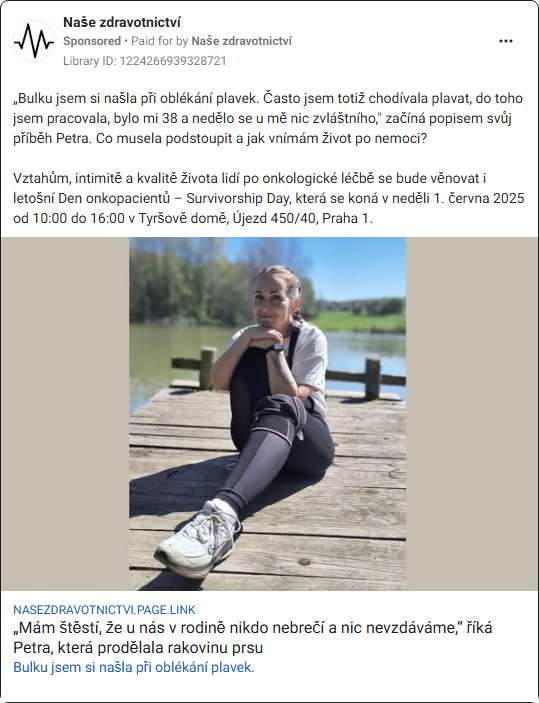 Naše zdravotnictví
Sponsored • Paid for by Naše zdravotnictví
Library ID: 1224266939328721
„Bulku jsem si našla při oblékání plavek. Často jsem totiž chodívala plavat, do toho
jsem pracovala, bylo mi 38 a nedělo se u mě nic zvláštního," začíná popisem svůj
příběh Petra. Co musela podstoupit a jak vnímám život po nemoci?
Vztahům, intimitě a kvalitě života lidí po onkologické léčbě se bude věnovat i
letošní Den onkopacientů – Survivorship Day, která se koná v neděli 1. června 2025
od 10:00 do 16:00 v Tyršově domě, Újezd 450/40, Praha 1.
NASEZDRAVOTNICTVI.PAGE.LINK
„Mám štěstí, že u nás v rodině nikdo nebrečí a nic nevzdáváme,“ říká
Petra, která prodělala rakovinu prsu
Bulku jsem si našla při oblékání plavek.